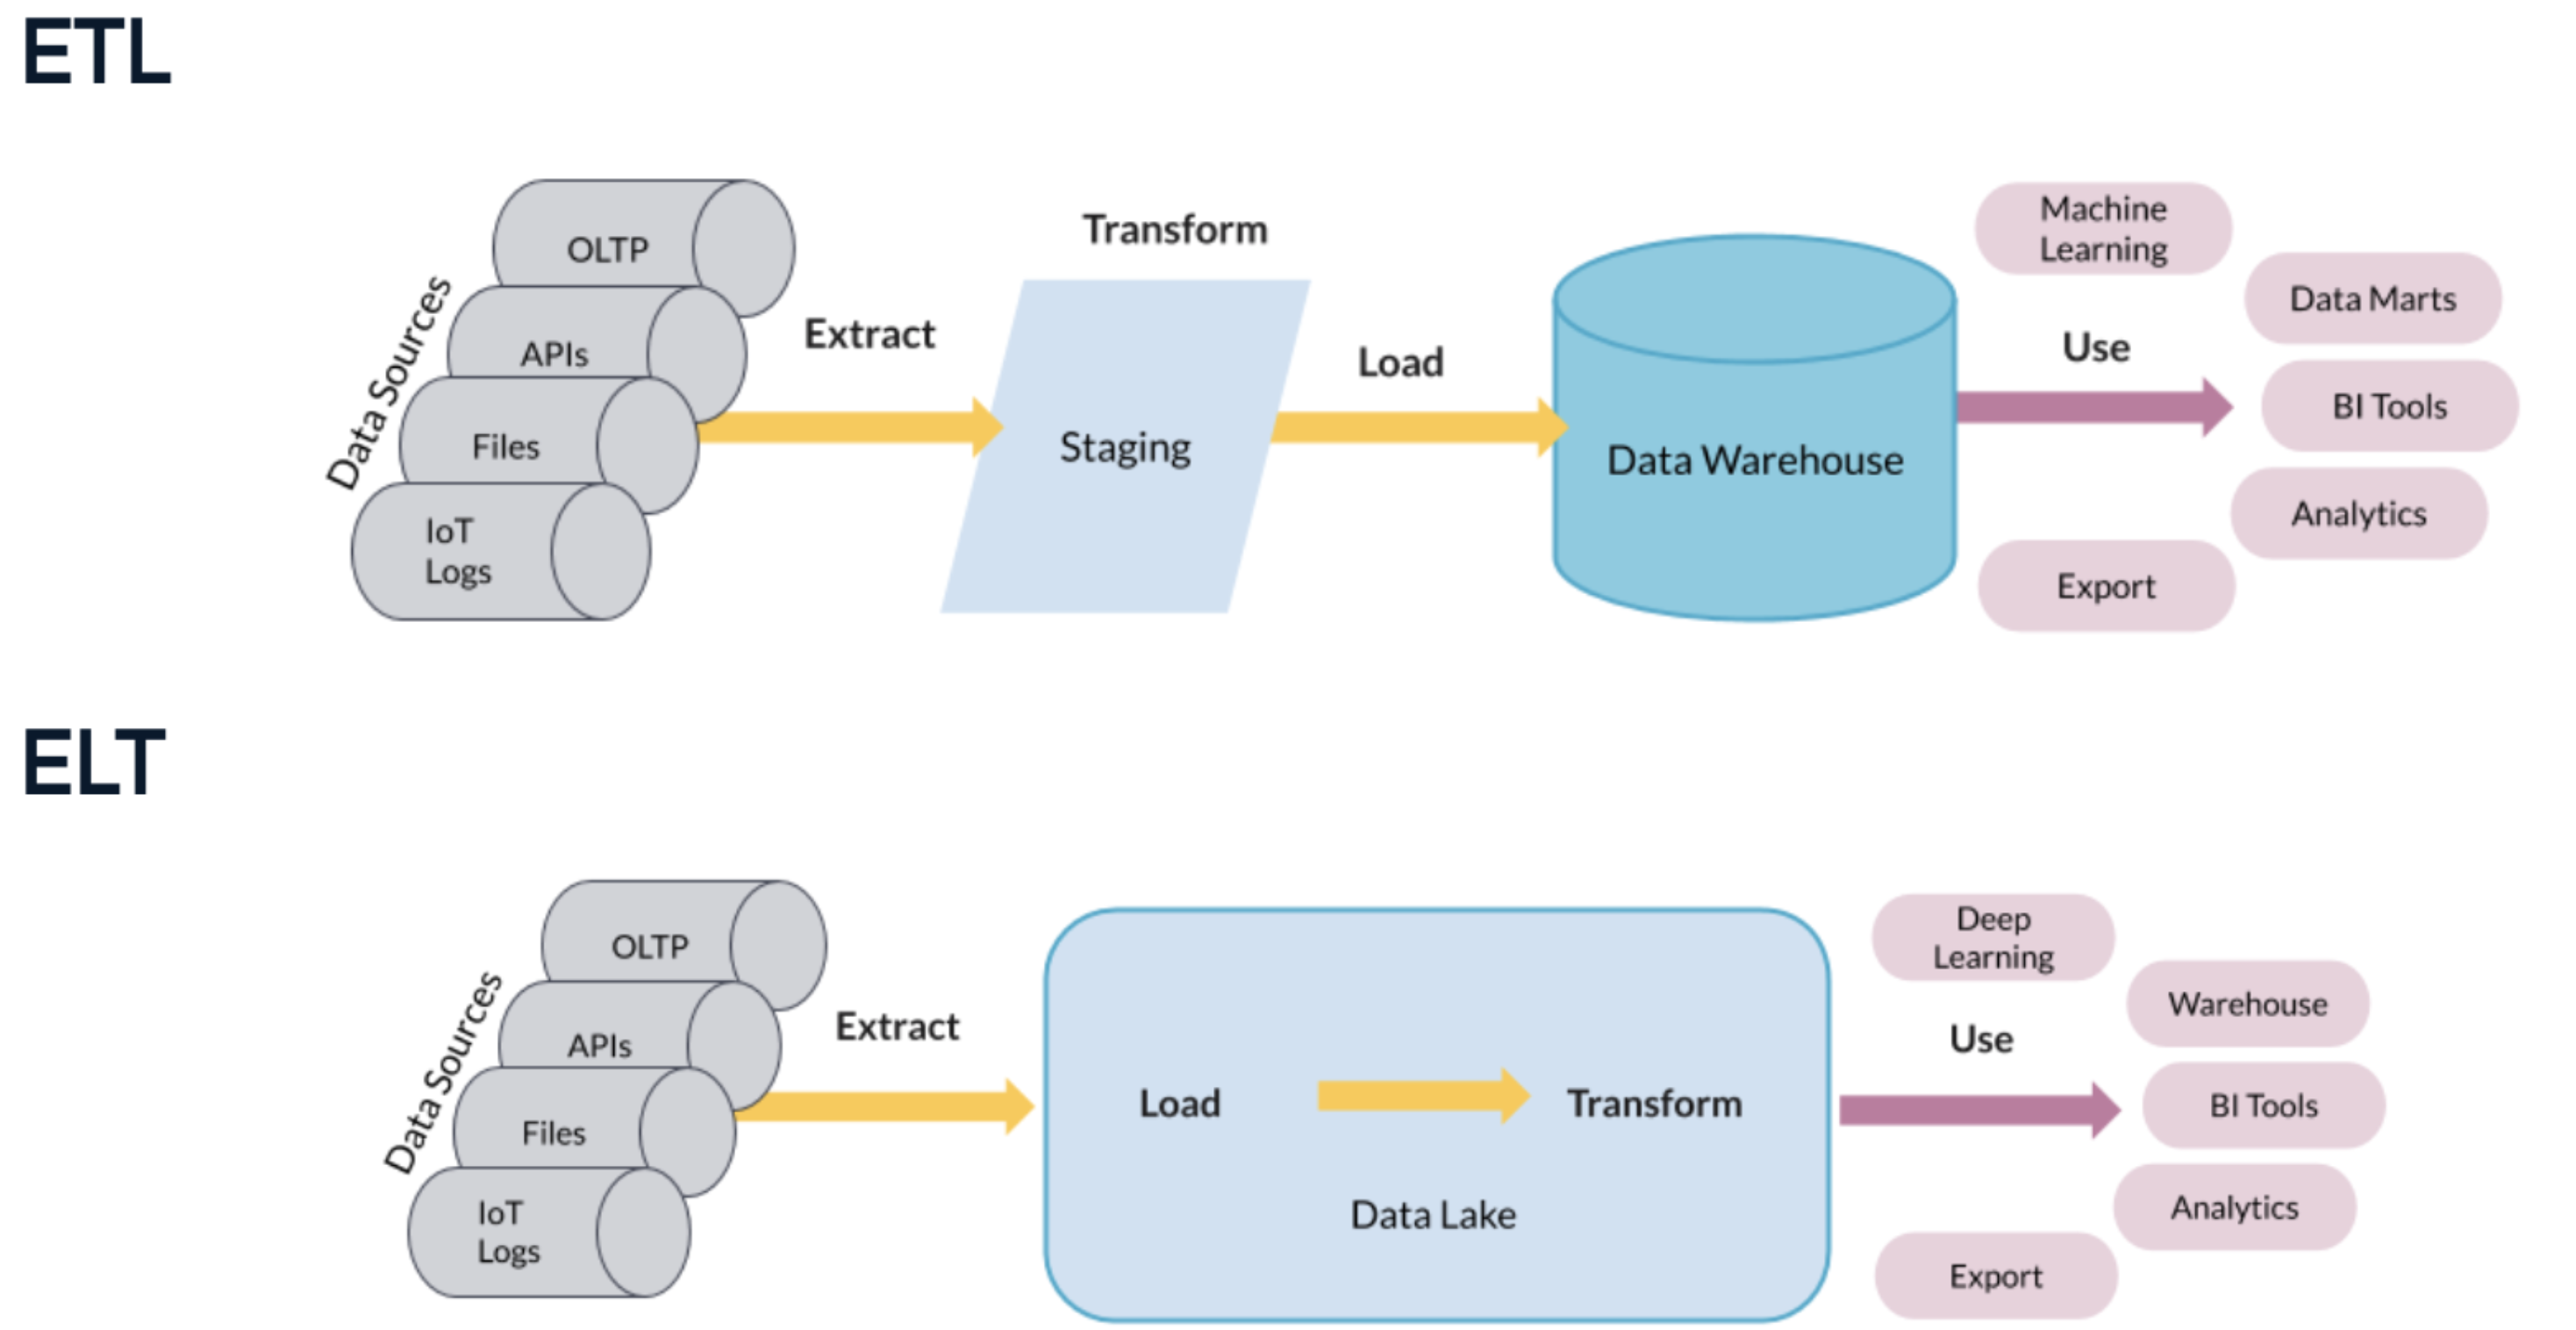 ETL
Data Sources
OLTP
APIs
Files
IoT
Logs
Extract
Transform
Staging
Load
Data Warehouse
Use
Machine
Learning
Data Marts
BI Tools
Analytics
Export
ELT
Data Sources
OLTP
APIs
Files
IoT
Logs
Extract
Load
Transform
Data Lake
Use
Deep
Learning
Warehouse
BI Tools
Analytics
Export